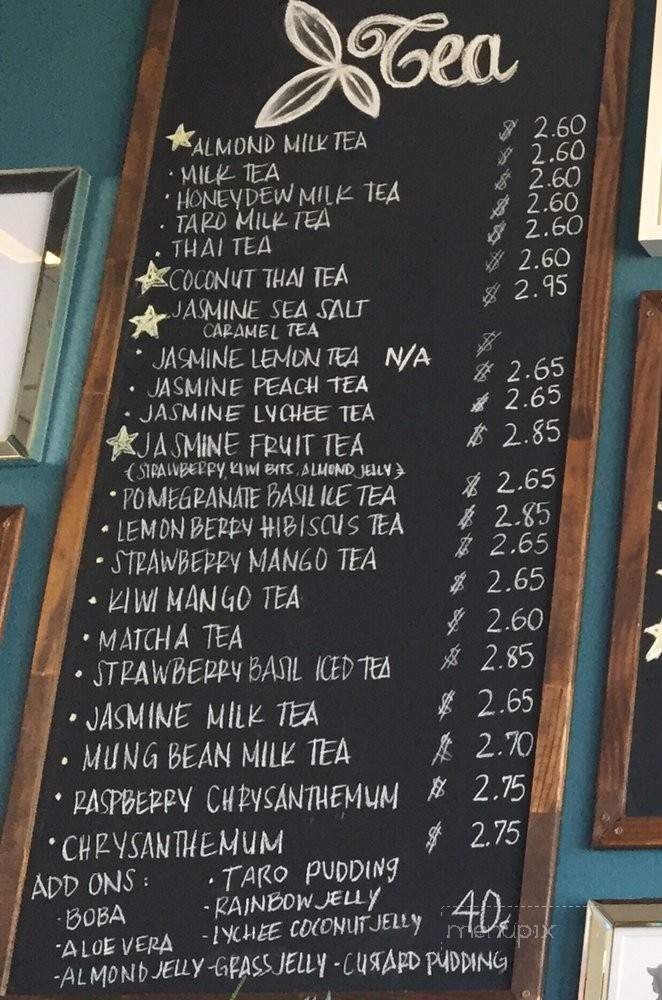 Tea
ALMOND MILK TEA $ 2.60
· MILK TEA $ 2.60
· HONEYDEW MILK TEA $ 2.60
· TARO MILK TEA $ 2.60
· THAI TEA $ 2.60
COCONUT THAI TEA $ 2.60
JASMINE SEA SALT $ 2.95
CARAMEL TEA
· JASMINE LEMON TEA N/A $
· JASMINE PEACH TEA $ 2.65
· JASMINE LYCHEE TEA $ 2.65
JASMINE FRUIT TEA $ 2.85
(STRAWBERRY, KIWI BITS, ALMOND JELLY)
· POMEGRANATE BASIL ICE TEA $ 2.65
· LEMONBERRY HIBISCUS TEA $ 2.85
· STRAWBERRY MANGO TEA $ 2.65
· KIWI MANGO TEA $ 2.65
· MATCHA TEA $ 2.60
· STRAWBERRY BASIL ICED TEA $ 2.85
· JASMINE MILK TEA $ 2.65
· MUNG BEAN MILK TEA $ 2.70
· RASPBERRY CHRYSANTHEMUM $ 2.75
· CHRYSANTHEMUM $ 2.75
ADD ONS: · TARO PUDDING
- BOBA - RAINBOW JELLY 40¢
- ALOE VERA - LYCHEE COCONUT JELLY
- ALMOND JELLY - GRASS JELLY - CUSTARD PUDDING
menupix